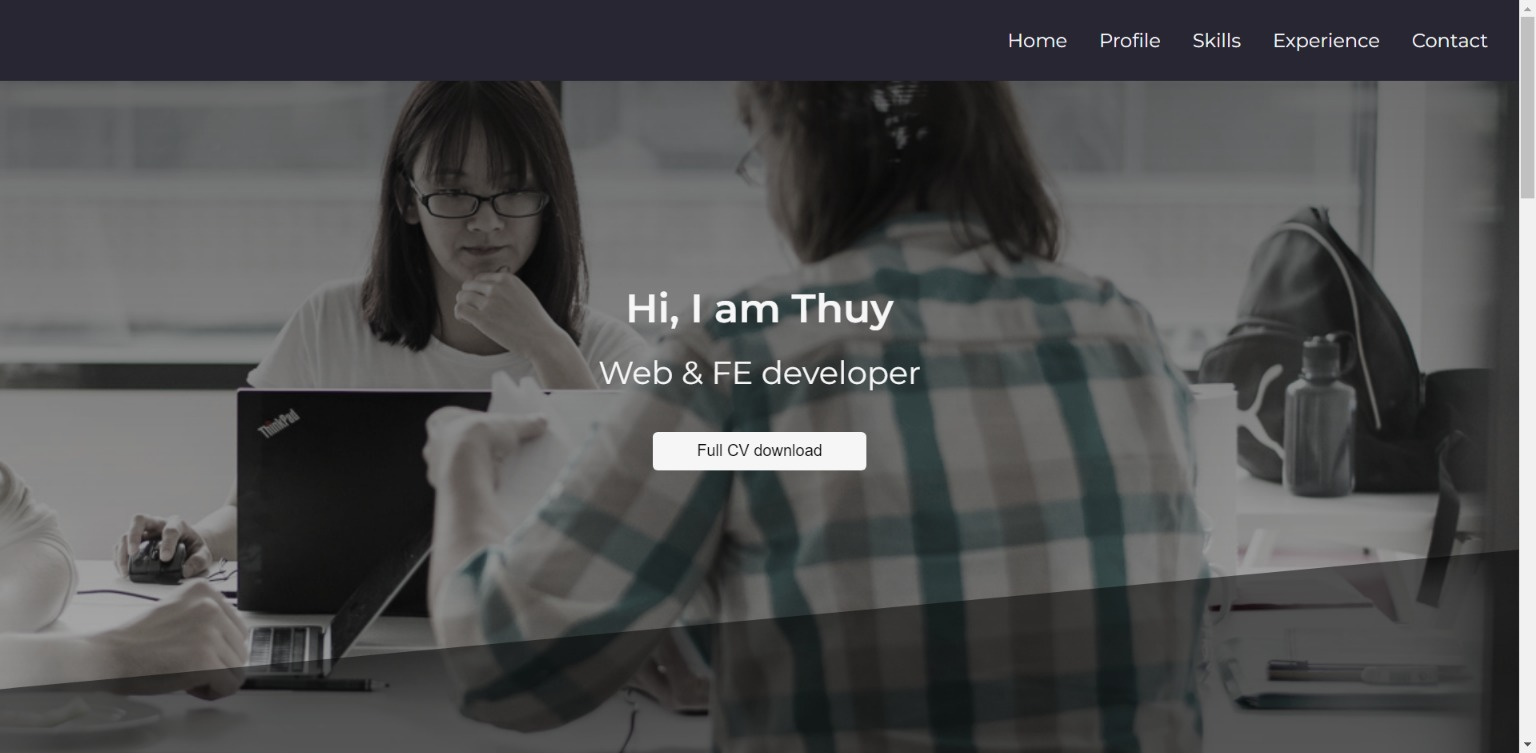 Home Profile Skills Experience Contact
Hi, I am Thuy
Web & FE developer
ThinkPad
Full CV download